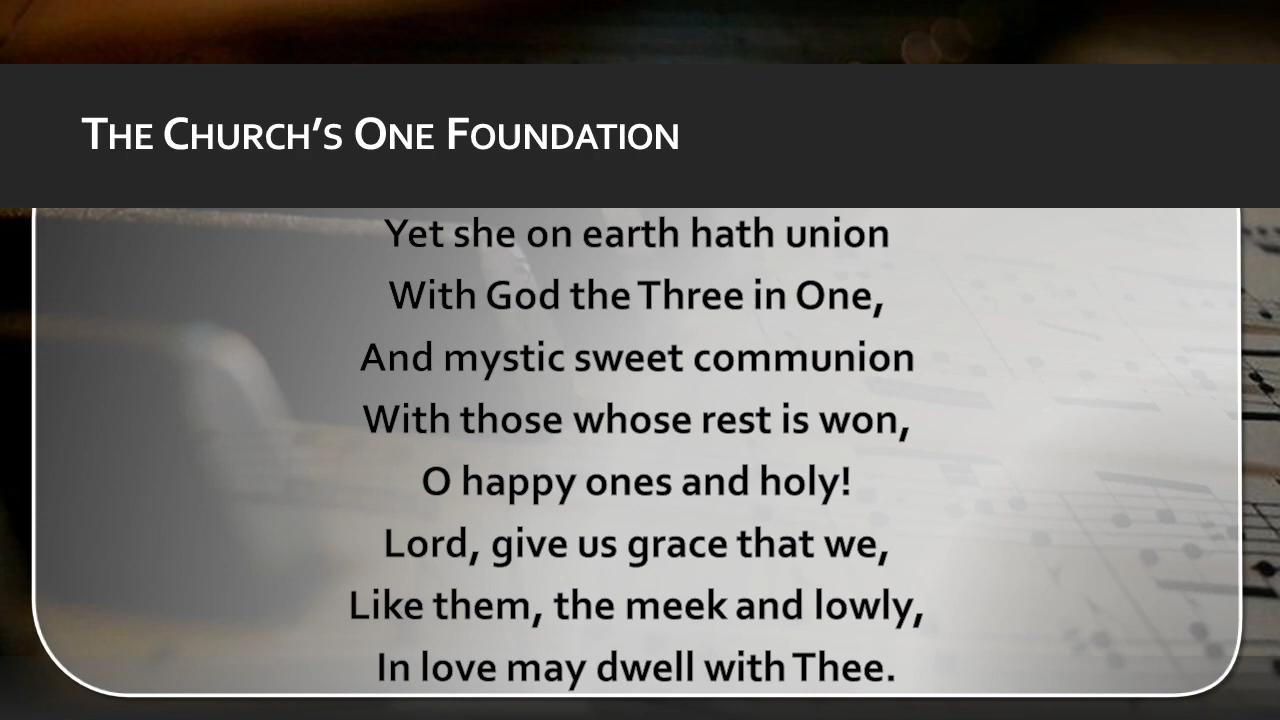 The Church’s One Foundation
Yet she on earth hath union
With God the Three in One,
And mystic sweet communion
With those whose rest is won,
O happy ones and holy!
Lord, give us grace that we,
Like them, the meek and lowly,
In love may dwell with Thee.